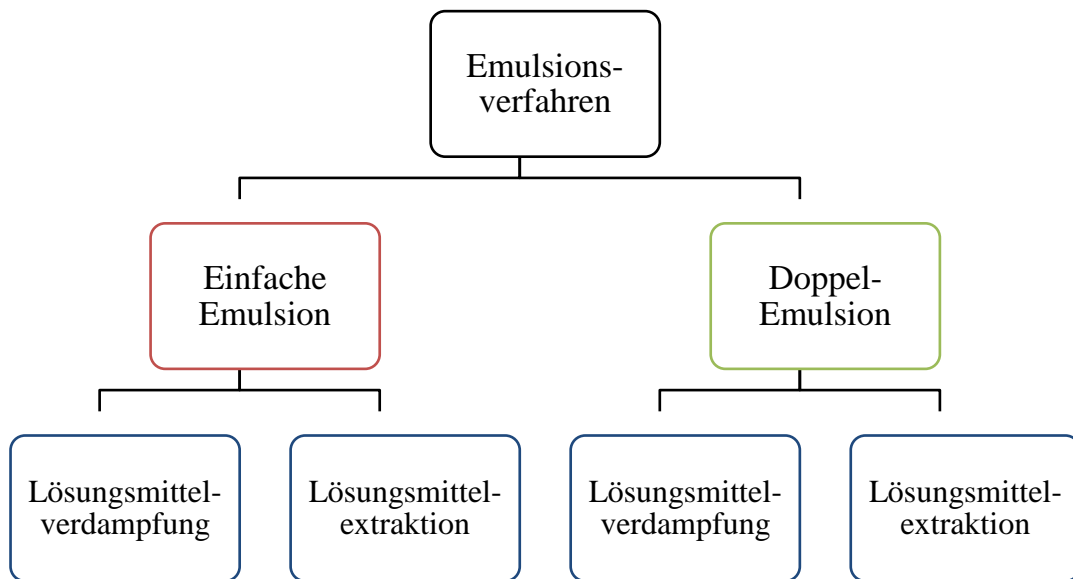 Emulsions-
verfahren
Einfache
Emulsion
Doppel-
Emulsion
Lösungsmittel-
verdampfung
Lösungsmittel-
extraktion
Lösungsmittel-
verdampfung
Lösungsmittel-
extraktion